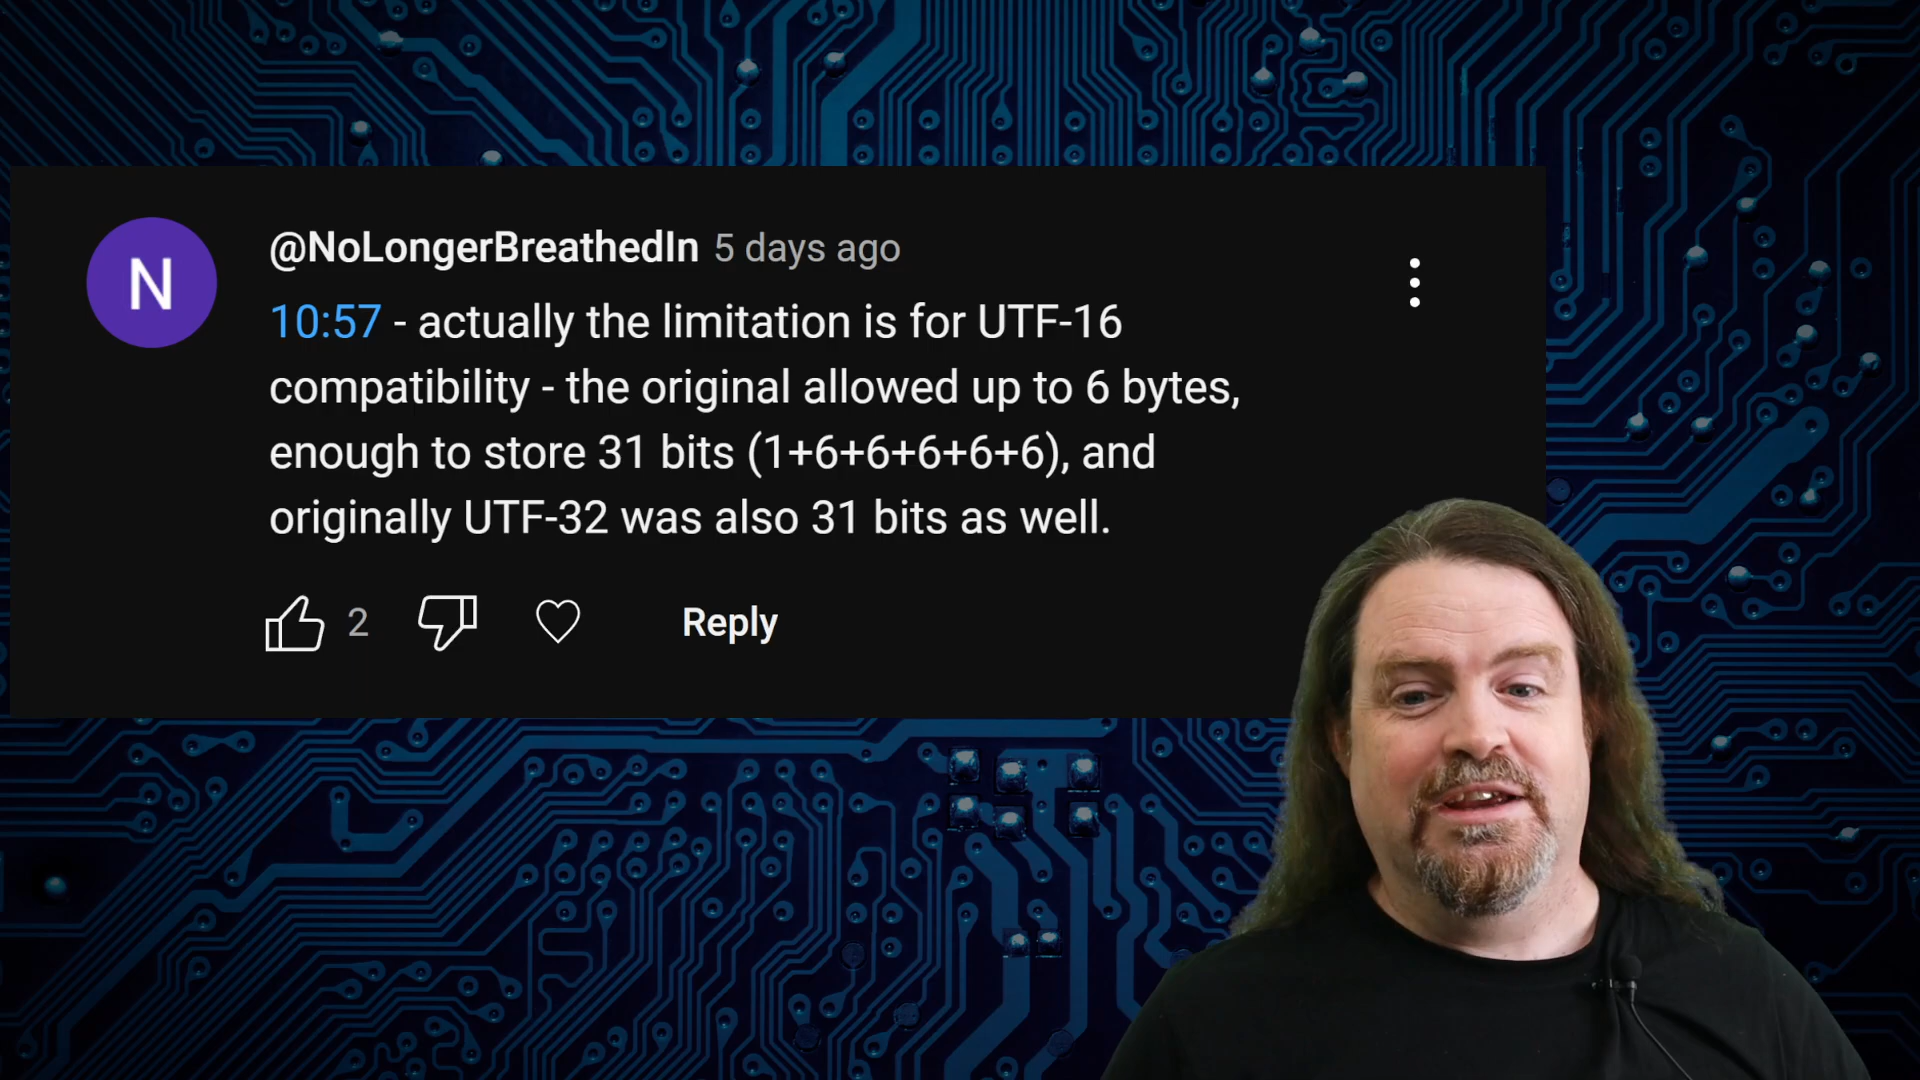 N
@NoLongerBreathedIn 5 days ago
10:57 - actually the limitation is for UTF-16
compatibility - the original allowed up to 6 bytes,
enough to store 31 bits (1+6+6+6+6+6), and
originally UTF-32 was also 31 bits as well.
2 Reply